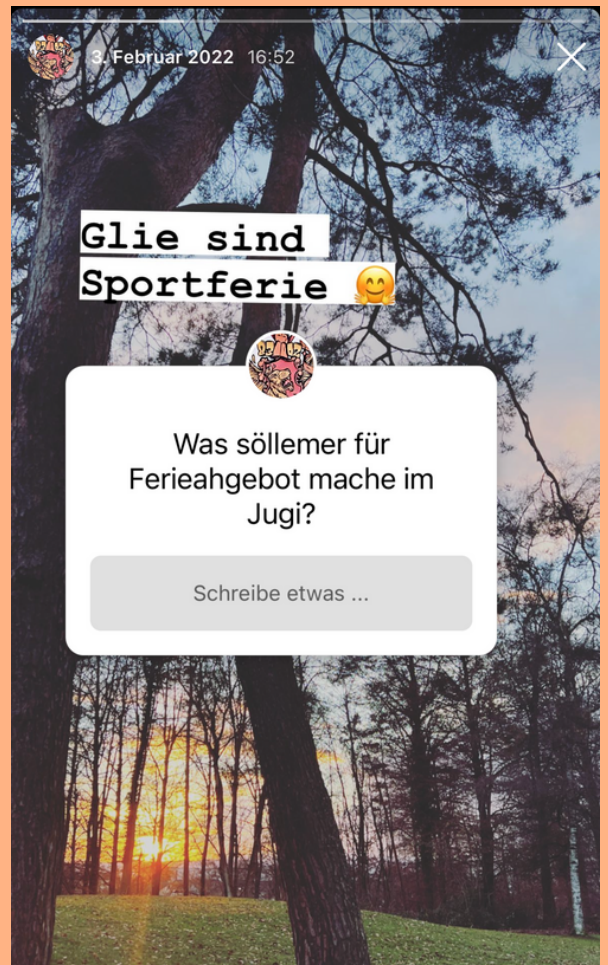 3. Februar 2022 16:52
Glie sind
Sportferie 🤗
Was söllemer für
Ferieahgebot mache im
Jugi?
Schreibe etwas ...